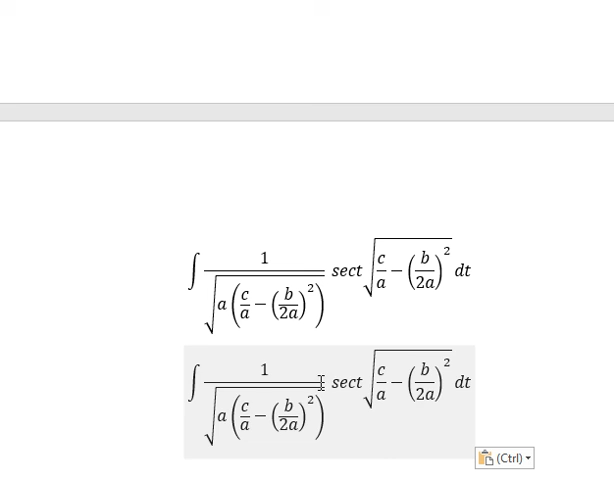 ∫ 1/√(a(c/a − (b/2a)²)) sect √(c/a − (b/2a)²) dt
∫ 1/√(a(c/a − (b/2a)²)) sect √(c/a − (b/2a)²) dt
(Ctrl)